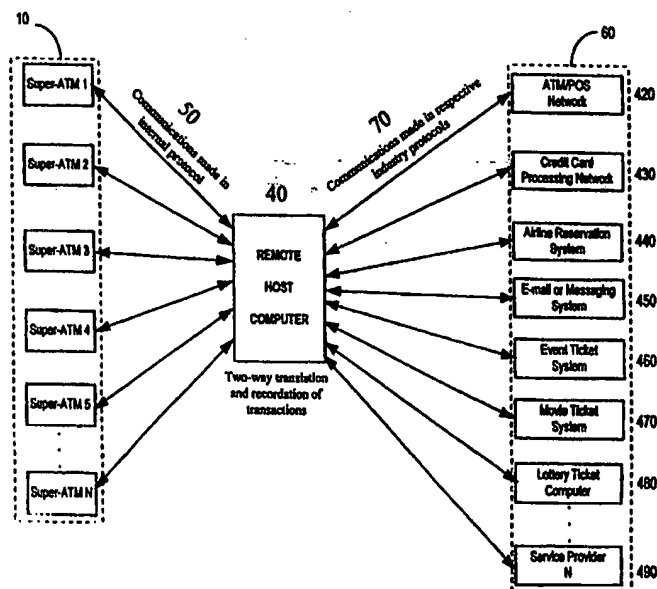 10
60
Super-ATM 1
Super-ATM 2
Super-ATM 3
Super-ATM 4
Super-ATM 5
Super-ATM N
50
Communications made in
internal protocol
40
REMOTE
HOST
COMPUTER
Two-way translation
and recordation of
transactions
70
Communications made in respective
industry protocols
ATM/POS
Network
420
Credit Card
Processing Network
430
Airline Reservation
System
440
E-mail or Messaging
System
450
Event Ticket
System
460
Movie Ticket
System
470
Lottery Ticket
Computer
480
Service Provider
N
490